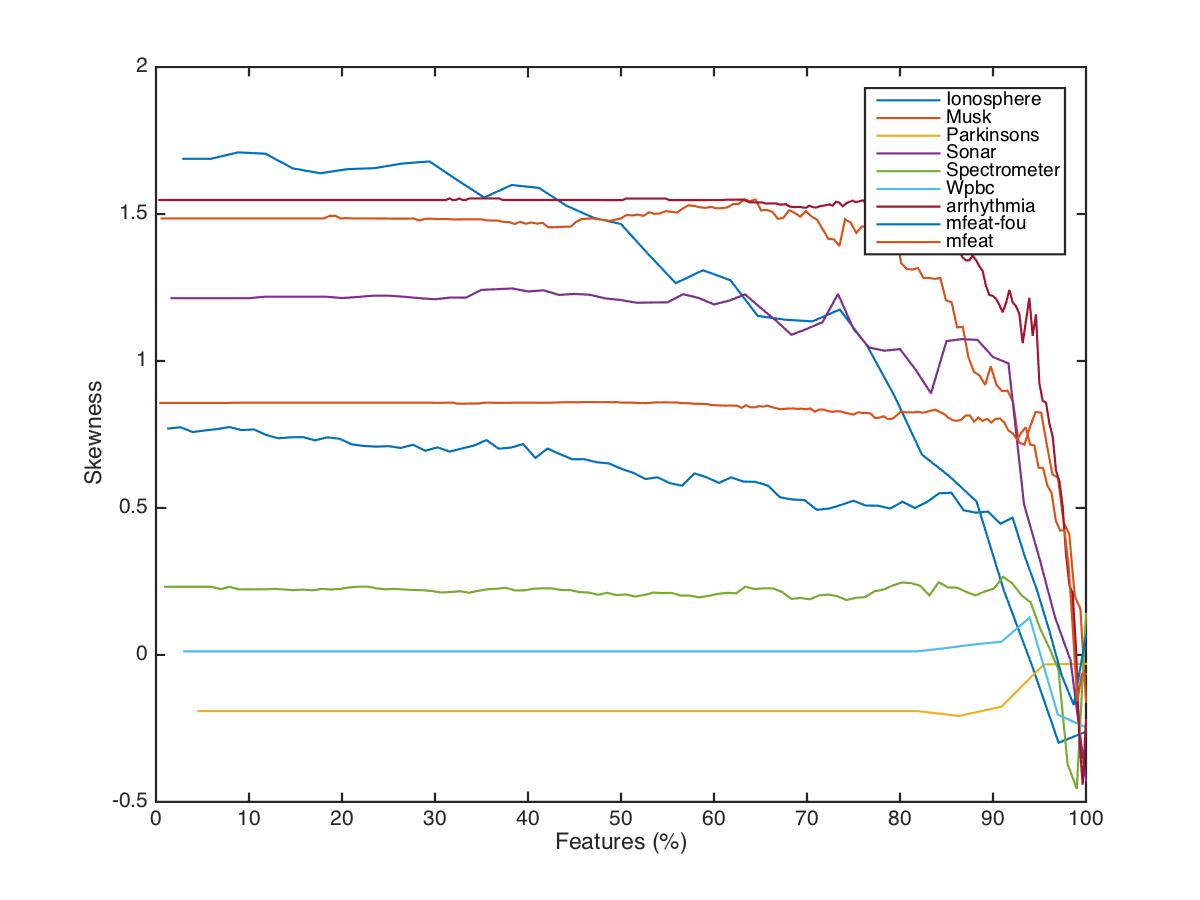 2
1.5
1
0.5
0
-0.5
Skewness
0
10
20
30
40
50
60
70
80
90
100
Features (%)
Ionosphere
Musk
Parkinsons
Sonar
Spectrometer
Wpbc
arrhythmia
mfeat-fou
mfeat